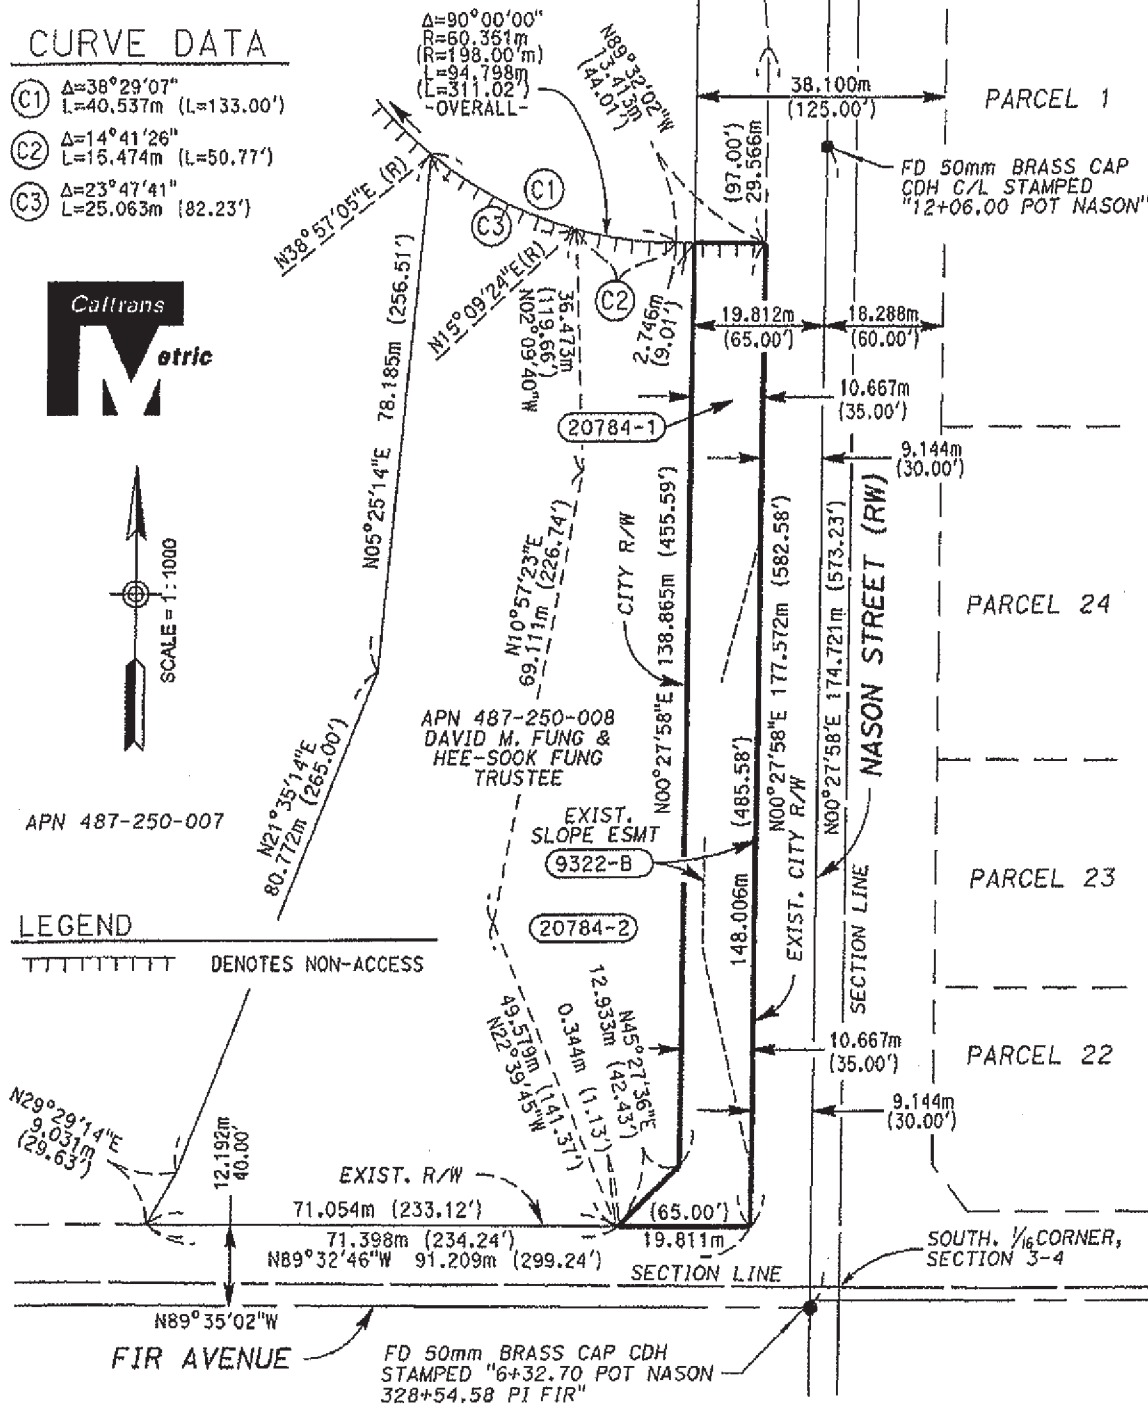 CURVE DATA
C1 Δ=38°29'07"
L=40.537m (L=133.00')
C2 Δ=14°41'26"
L=15.474m (L=50.77')
C3 Δ=23°47'41"
L=25.063m (82.23')
Δ=90°00'00"
R=60.351m
(R=198.00'm)
L=94.798m
(L=311.02')
-OVERALL-
N89°32'02"W
13.413m
(44.01')
(97.00')
29.566m
38.100m
(125.00')
PARCEL 1
FD 50mm BRASS CAP
CDH C/L STAMPED
"12+06.00 POT NASON"
N38°57'05"E (R)
C1
C3
N15°09'24"E(R)
C2
Caltrans
Metric
36.473m
(119.66')
N02°09'40"W
2.746m
(9.01')
19.812m
(65.00')
18.288m
(60.00')
10.667m
(35.00')
20784-1
9.144m
(30.00')
N05°25'14"E 78.185m (256.51')
SCALE = 1:1000
N10°57'23"E
69.111m (226.74')
CITY R/W
N00°27'58"E 138.865m (455.59')
N00°27'58"E 177.572m (582.58')
N00°27'58"E 174.721m (573.23')
NASON STREET (RW)
PARCEL 24
APN 487-250-008
DAVID M. FUNG &
HEE-SOOK FUNG
TRUSTEE
APN 487-250-007
N21°35'14"E
80.772m (265.00')
EXIST.
SLOPE ESMT
9322-B
148.006m (485.58')
EXIST. CITY R/W
SECTION LINE
PARCEL 23
20784-2
LEGEND
DENOTES NON-ACCESS
49.579m (141.37')
N22°39'45"W
0.344m (1.13')
12.933m (42.43')
N45°27'36"E
10.667m
(35.00')
PARCEL 22
9.144m
(30.00')
N29°29'14"E
9.031m
(29.63')
12.192m
40.00'
EXIST. R/W
71.054m (233.12')
71.398m (234.24')
N89°32'46"W 91.209m (299.24')
(65.00')
19.811m
SECTION LINE
SOUTH. 1/16 CORNER,
SECTION 3-4
N89°35'02"W
FIR AVENUE
FD 50mm BRASS CAP CDH
STAMPED "6+32.70 POT NASON
328+54.58 PI FIR"